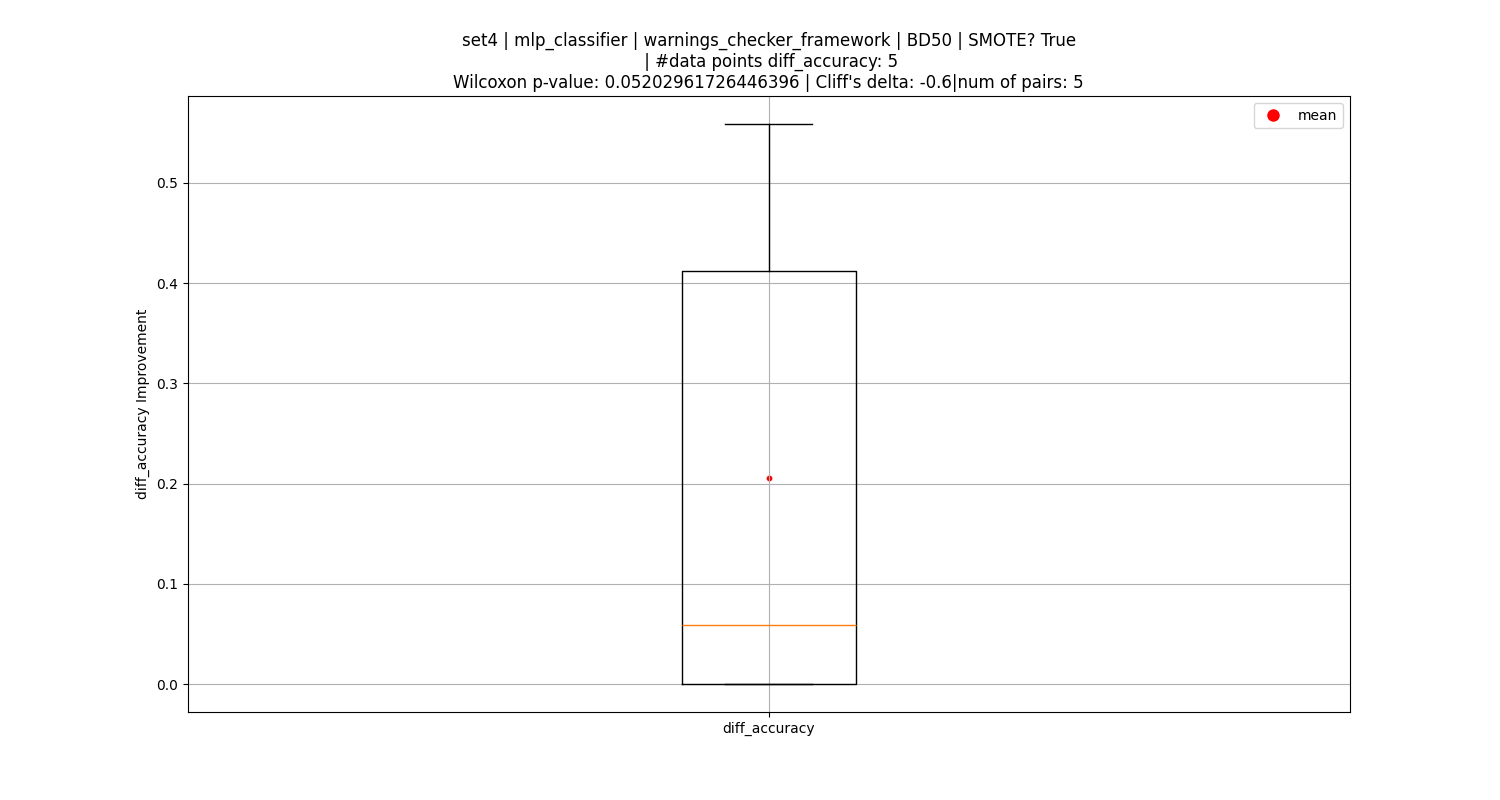 set4 | mlp_classifier | warnings_checker_framework | BD50 | SMOTE? True
| #data points diff_accuracy: 5
Wilcoxon p-value: 0.05202961726446396 | Cliff's delta: -0.6|num of pairs: 5
mean
0.5
0.4
0.3
0.2
0.1
0.0
diff_accuracy Improvement
diff_accuracy